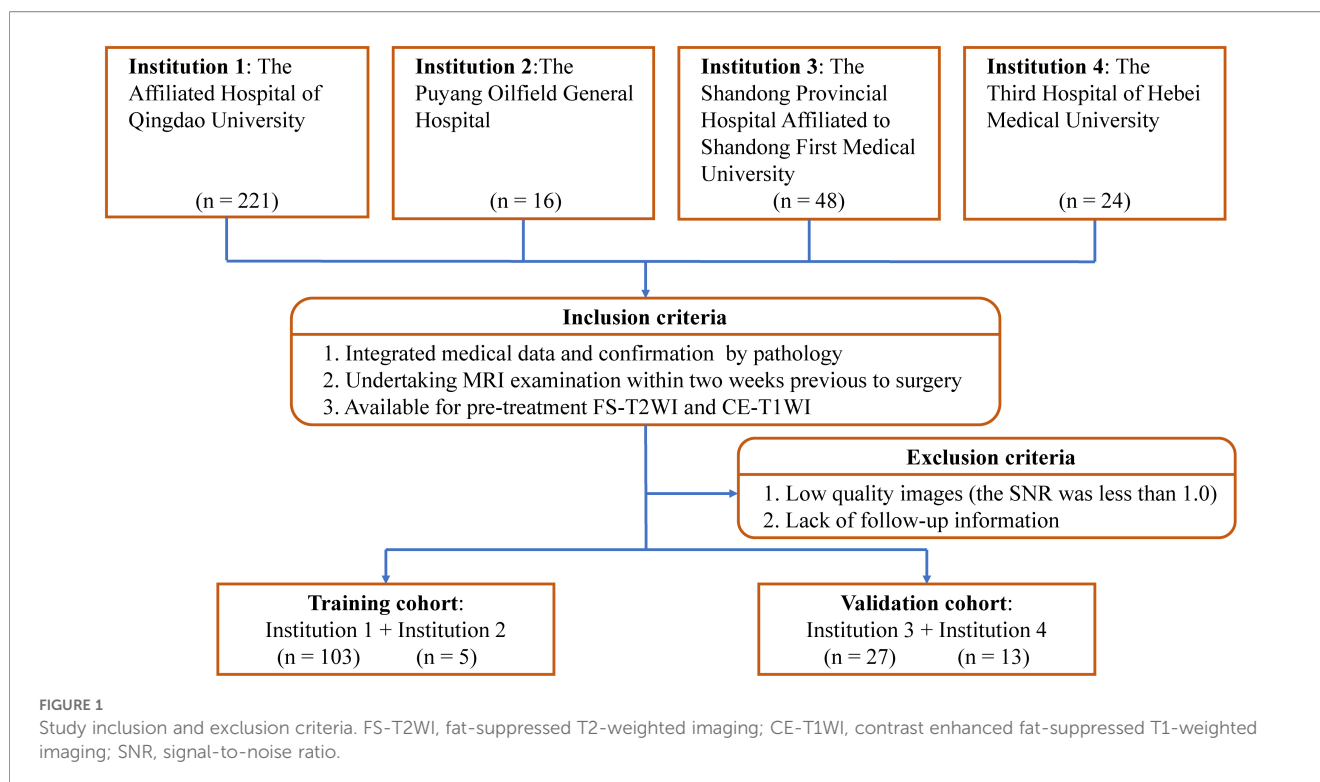 Institution 1: The
Affiliated Hospital of
Qingdao University
(n = 221)
Institution 2:The
Puyang Oilfield General
Hospital
(n = 16)
Institution 3: The
Shandong Provincial
Hospital Affiliated to
Shandong First Medical
University
(n = 48)
Institution 4: The
Third Hospital of Hebei
Medical University
(n = 24)
Inclusion criteria
1. Integrated medical data and confirmation by pathology
2. Undertaking MRI examination within two weeks previous to surgery
3. Available for pre-treatment FS-T2WI and CE-T1WI
Exclusion criteria
1. Low quality images (the SNR was less than 1.0)
2. Lack of follow-up information
Training cohort:
Institution 1 + Institution 2
(n = 103) (n = 5)
Validation cohort:
Institution 3 + Institution 4
(n = 27) (n = 13)
FIGURE 1
Study inclusion and exclusion criteria. FS-T2WI, fat-suppressed T2-weighted imaging; CE-T1WI, contrast enhanced fat-suppressed T1-weighted
imaging; SNR, signal-to-noise ratio.